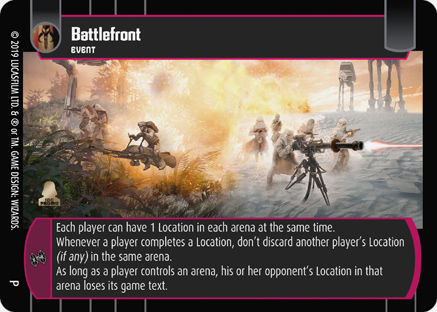 Battlefront
EVENT
© 2019 LUCASFILM LTD. & ® or TM. GAME DESIGN: WIZARDS.
PROMO
P
Each player can have 1 Location in each arena at the same time.
Whenever a player completes a Location, don't discard another player's Location
(if any) in the same arena.
As long as a player controls an arena, his or her opponent's Location in that
arena loses its game text.